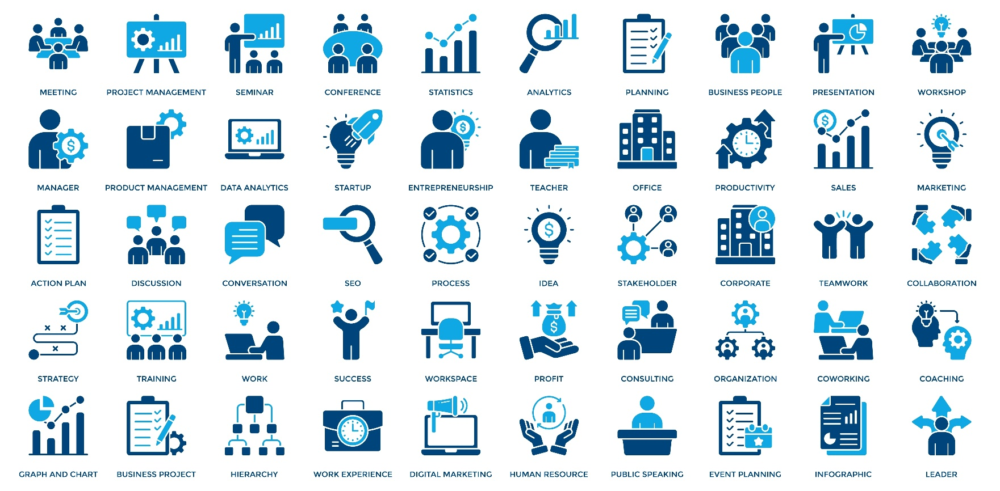 MEETING
PROJECT MANAGEMENT
SEMINAR
CONFERENCE
STATISTICS
ANALYTICS
PLANNING
BUSINESS PEOPLE
PRESENTATION
WORKSHOP
$
$
$
MANAGER
PRODUCT MANAGEMENT
DATA ANALYTICS
STARTUP
ENTREPRENEURSHIP
TEACHER
OFFICE
PRODUCTIVITY
SALES
MARKETING
$
ACTION PLAN
DISCUSSION
CONVERSATION
SEO
PROCESS
IDEA
STAKEHOLDER
CORPORATE
TEAMWORK
COLLABORATION
$
STRATEGY
TRAINING
WORK
SUCCESS
WORKSPACE
PROFIT
CONSULTING
ORGANIZATION
COWORKING
COACHING
GRAPH AND CHART
BUSINESS PROJECT
HIERARCHY
WORK EXPERIENCE
DIGITAL MARKETING
HUMAN RESOURCE
PUBLIC SPEAKING
EVENT PLANNING
INFOGRAPHIC
LEADER